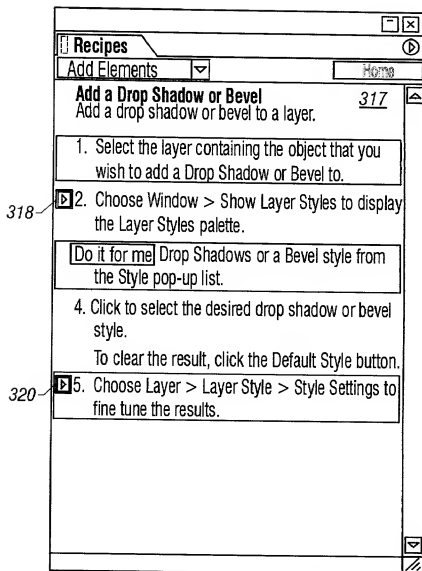 Recipes
Add Elements
Home
Add a Drop Shadow or Bevel
317
Add a drop shadow or bevel to a layer.
1. Select the layer containing the object that you
wish to add a Drop Shadow or Bevel to.
318
2. Choose Window > Show Layer Styles to display
the Layer Styles palette.
Do it for me Drop Shadows or a Bevel style from
the Style pop-up list.
4. Click to select the desired drop shadow or bevel
style.
To clear the result, click the Default Style button.
320
5. Choose Layer > Layer Style > Style Settings to
fine tune the results.